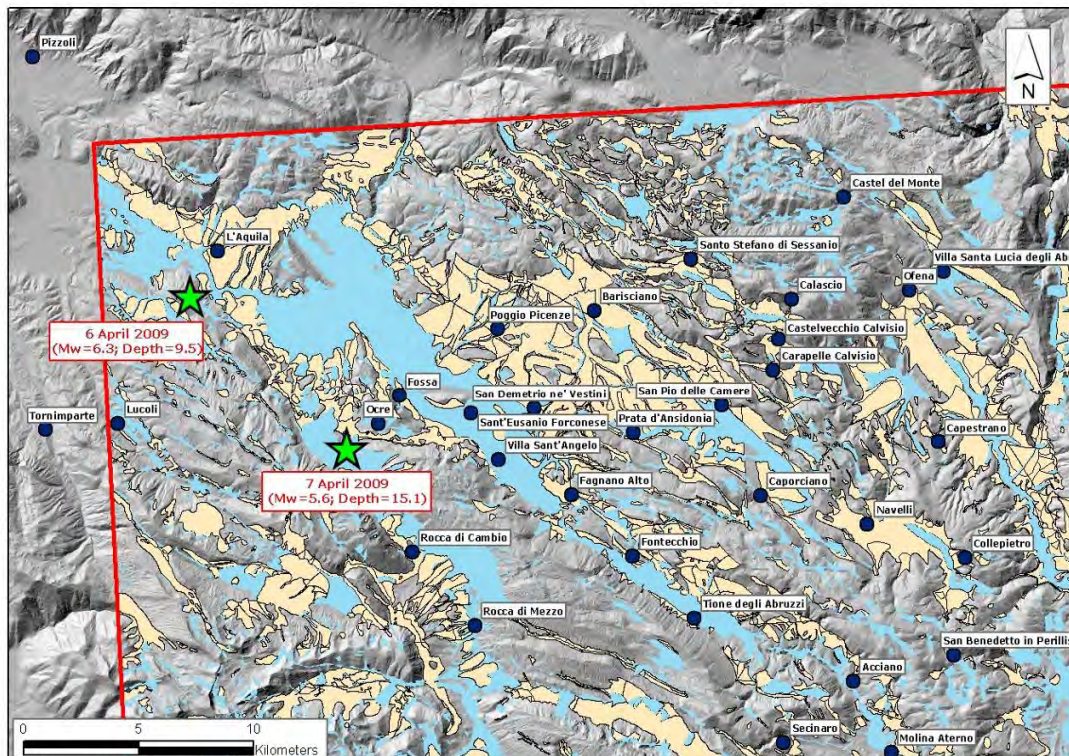 Pizzoli
N
Castel del Monte
L'Aquila
Santo Stefano di Sessanio
Villa Santa Lucia degli Ab
Ofena
Calascio
Barisciano
6 April 2009
(Mw=6.3; Depth=9.5)
Poggio Picenze
Castelvecchio Calvisio
Carapelle Calvisio
Fossa
San Demetrio ne' Vestini
San Pio delle Camere
Tornimparte
Lucoli
Ocre
Sant'Eusanio Forconese
Prata d'Ansidonia
Capestrano
Villa Sant'Angelo
7 April 2009
(Mw=5.6; Depth=15.1)
Fagnano Alto
Caporciano
Navelli
Rocca di Cambio
Fontecchio
Collepietro
Rocca di Mezzo
Tione degli Abruzzi
San Benedetto in Perillis
Acciano
0 5 10
Kilometers
Secinaro
Molina Aterno